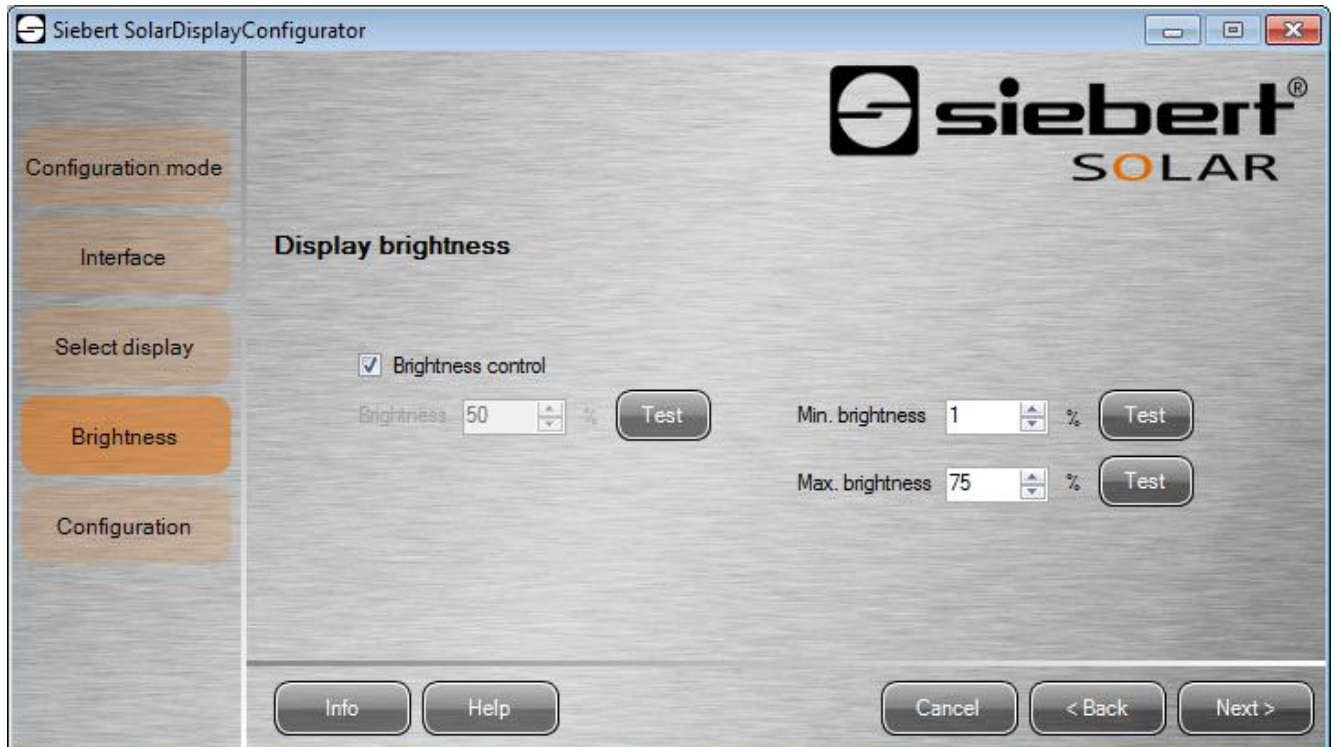 Siebert SolarDisplayConfigurator
siebert®
SOLAR
Configuration mode
Interface
Select display
Brightness
Configuration
Display brightness
Brightness control
Brightness 50 % Test
Min. brightness 1 % Test
Max. brightness 75 % Test
Info Help Cancel < Back Next >